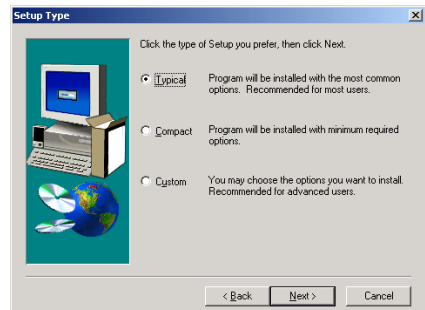 Setup Type
Click the type of Setup you prefer, then click Next.
Typical
Program will be installed with the most common
options. Recommended for most users.
Compact
Program will be installed with minimum required
options.
Custom
You may choose the options you want to install.
Recommended for advanced users.
< Back
Next >
Cancel